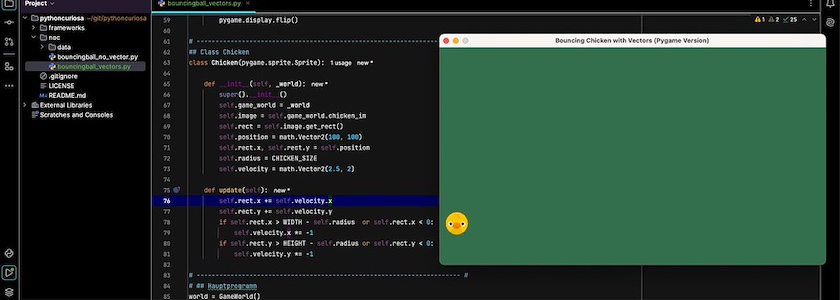 Project
pythoncuriosa ~/git/pythoncuriosa
frameworks
noc
data
bouncingball_no_vector.py
bouncingball_vectors.py
.gitignore
LICENSE
README.md
External Libraries
Scratches and Consoles
bouncingball_vectors.py
1 2 25
59 pygame.display.flip()
60
61 # ---------------------------------------------------------------- #
62 ## Class Chicken
63 class Chicken(pygame.sprite.Sprite): 1 usage new *
64
65 def __init__(self, _world): new *
66 super().__init__()
67 self.game_world = _world
68 self.image = self.game_world.chicken_im
69 self.rect = self.image.get_rect()
70 self.position = math.Vector2(100, 100)
71 self.rect.x, self.rect.y = self.position
72 self.radius = CHICKEN_SIZE
73 self.velocity = math.Vector2(2.5, 2)
75 def update(self): new *
76 self.rect.x += self.velocity.x
77 self.rect.y += self.velocity.y
78 if self.rect.x > WIDTH - self.radius or self.rect.x < 0:
79 self.velocity.x *= -1
80 if self.rect.y > HEIGHT - self.radius or self.rect.y < 0:
81 self.velocity.y *= -1
83 # ---------------------------------------------------------------- #
84 # ## Hauptprogramm
85 world = GameWorld()
Bouncing Chicken with Vectors (Pygame Version)